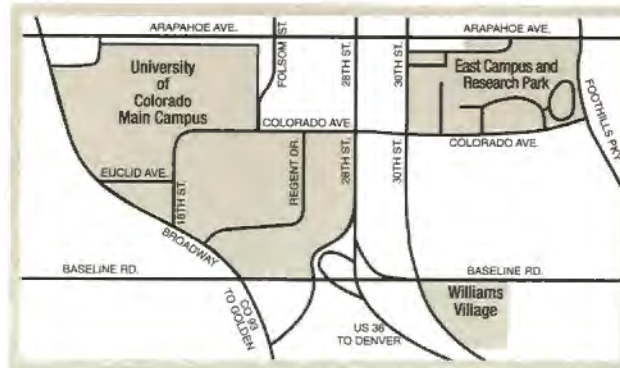 ARAPAHOE AVE.
ARAPAHOE AVE.
University
of
Colorado
Main Campus
FOLSOM ST.
28TH ST.
30TH ST.
East Campus and
Research Park
FOOTHILLS PKY.
COLORADO AVE.
COLORADO AVE.
EUCLID AVE.
18TH ST.
REGENT DR.
28TH ST.
30TH ST.
BROADWAY
BASELINE RD.
BASELINE RD.
Williams
Village
CO 93
TO GOLDEN
US 36
TO DENVER